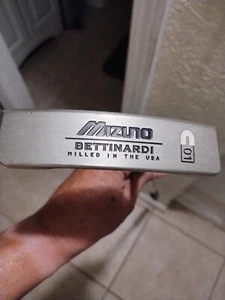 MIZUNO
BETTINARDI
MILLED IN THE USA
C
01